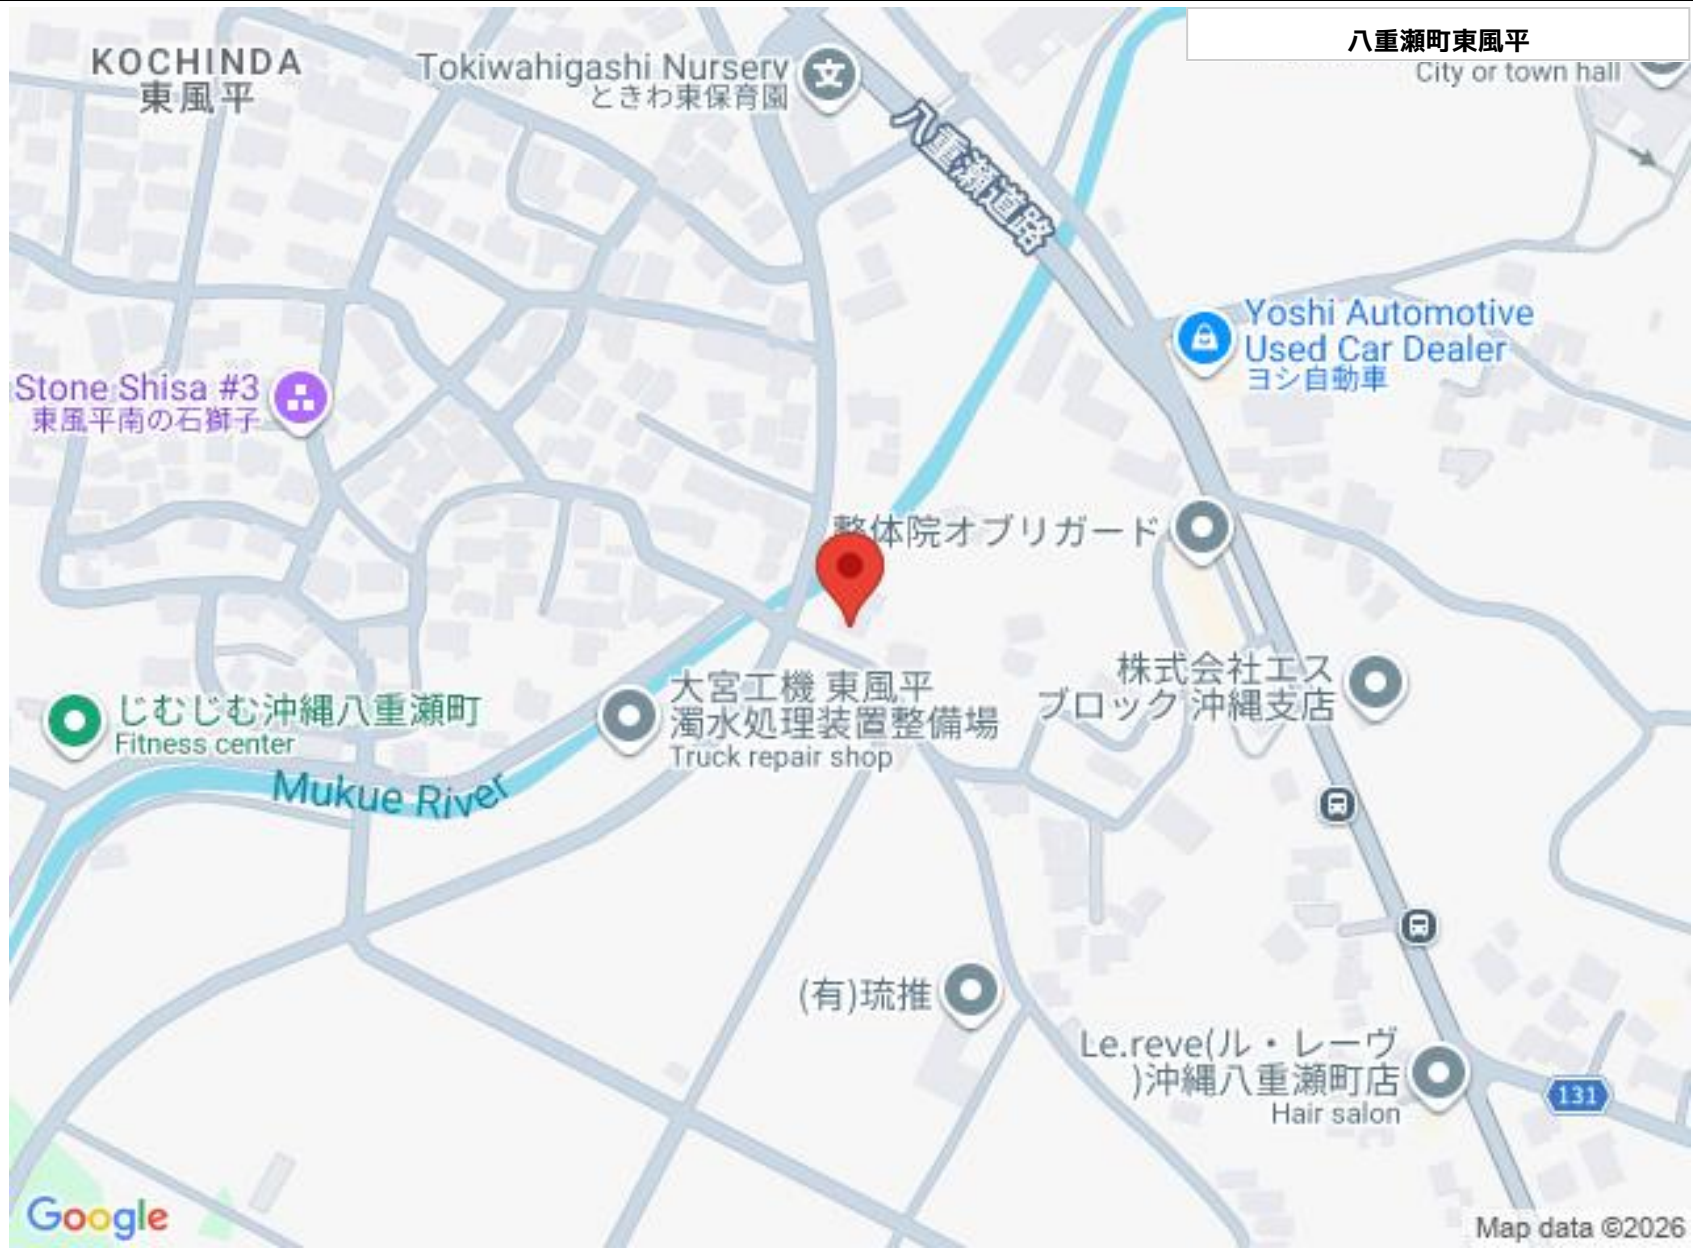 八重瀬町東風平
KOCHINDA
東風平
Tokiwahigashi Nursery
ときわ東保育園
City or town hall
八重瀬道路
Yoshi Automotive
Used Car Dealer
ヨシ自動車
Stone Shisa #3
東風平南の石獅子
整体院オブリガード
株式会社エス
ブロック 沖縄支店
大宮工機 東風平
濁水処理装置整備場
Truck repair shop
じむじむ沖縄八重瀬町
Fitness center
Mukue River
(有)琉推
Le.reve(ル・レーヴ
)沖縄八重瀬町店
Hair salon
131
Google
Map data ©2026